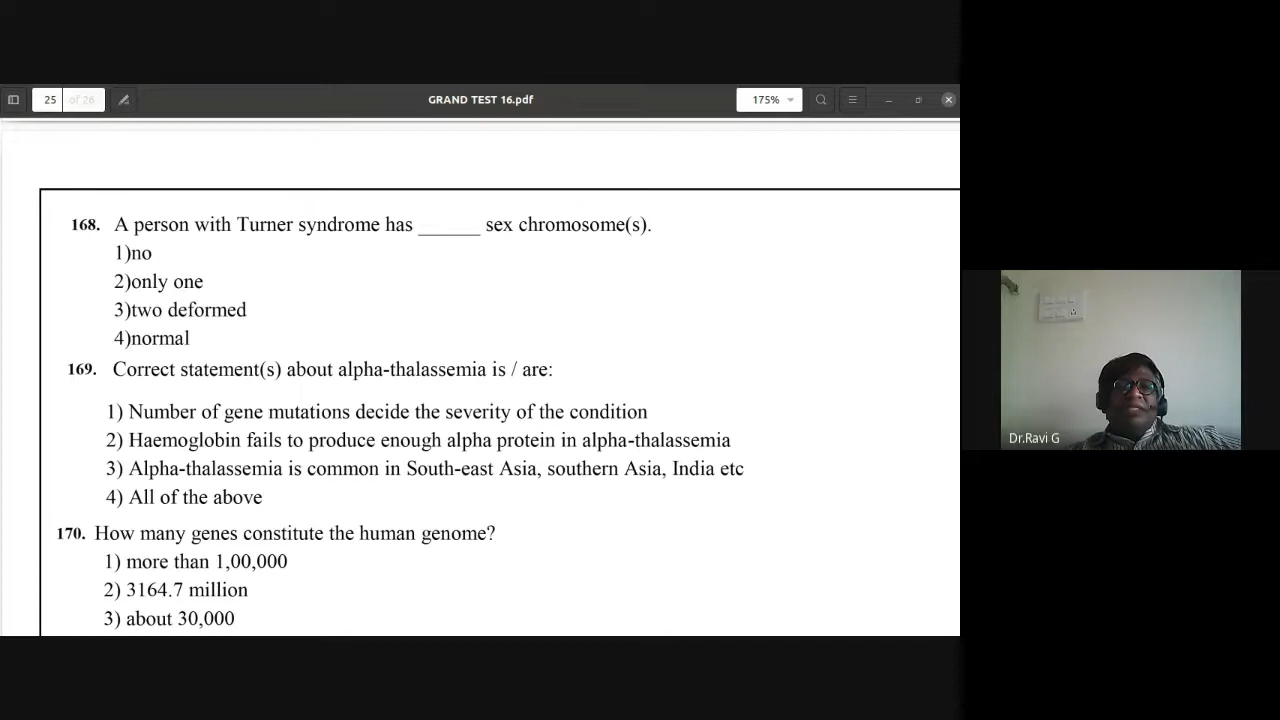 25 of 26
GRAND TEST 16.pdf
175%
168. A person with Turner syndrome has ______ sex chromosome(s).
1)no
2)only one
3)two deformed
4)normal
169. Correct statement(s) about alpha-thalassemia is / are:
1) Number of gene mutations decide the severity of the condition
2) Haemoglobin fails to produce enough alpha protein in alpha-thalassemia
3) Alpha-thalassemia is common in South-east Asia, southern Asia, India etc
4) All of the above
170. How many genes constitute the human genome?
1) more than 1,00,000
2) 3164.7 million
3) about 30,000
Dr.Ravi G